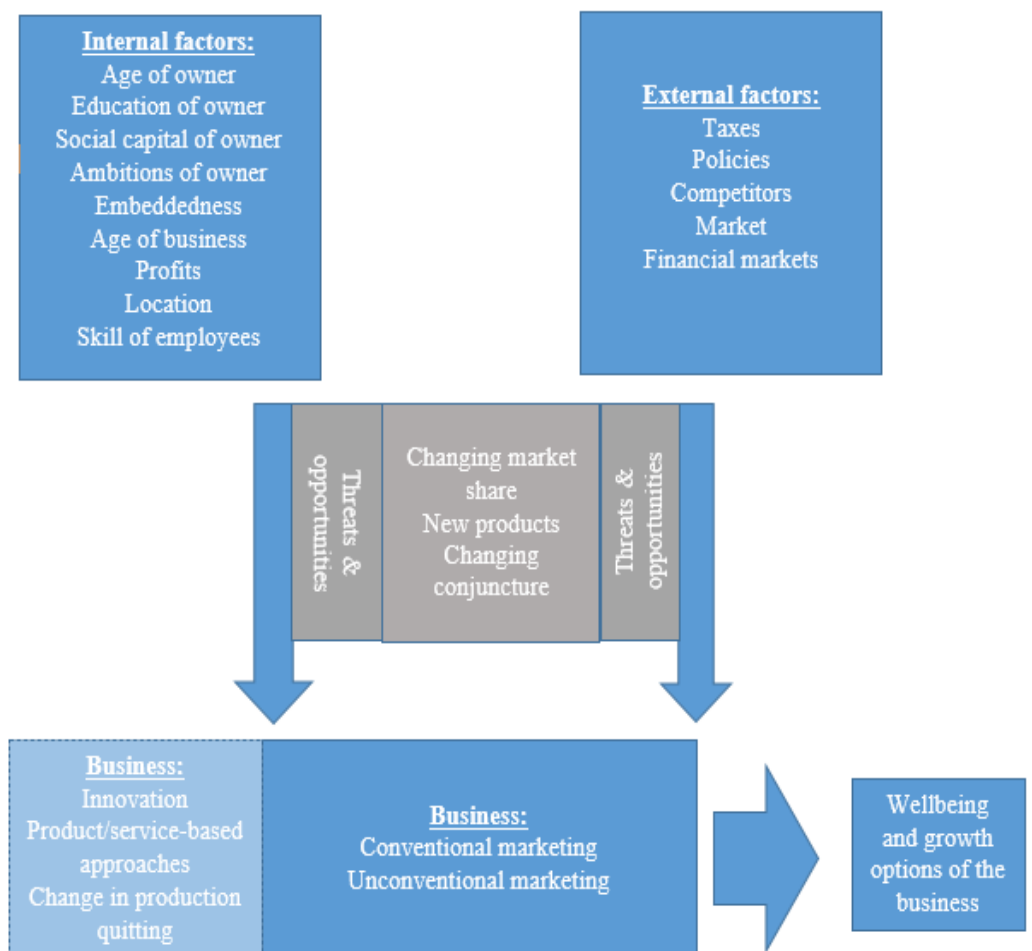 Internal factors:
Age of owner
Education of owner
Social capital of owner
Ambitions of owner
Embeddedness
Age of business
Profits
Location
Skill of employees
External factors:
Taxes
Policies
Competitors
Market
Financial markets
Threats &
opportunities
Changing market
share
New products
Changing
conjuncture
Threats &
opportunities
Business:
Innovation
Product/service-based
approaches
Change in production
quitting
Business:
Conventional marketing
Unconventional marketing
Wellbeing
and growth
options of the
business